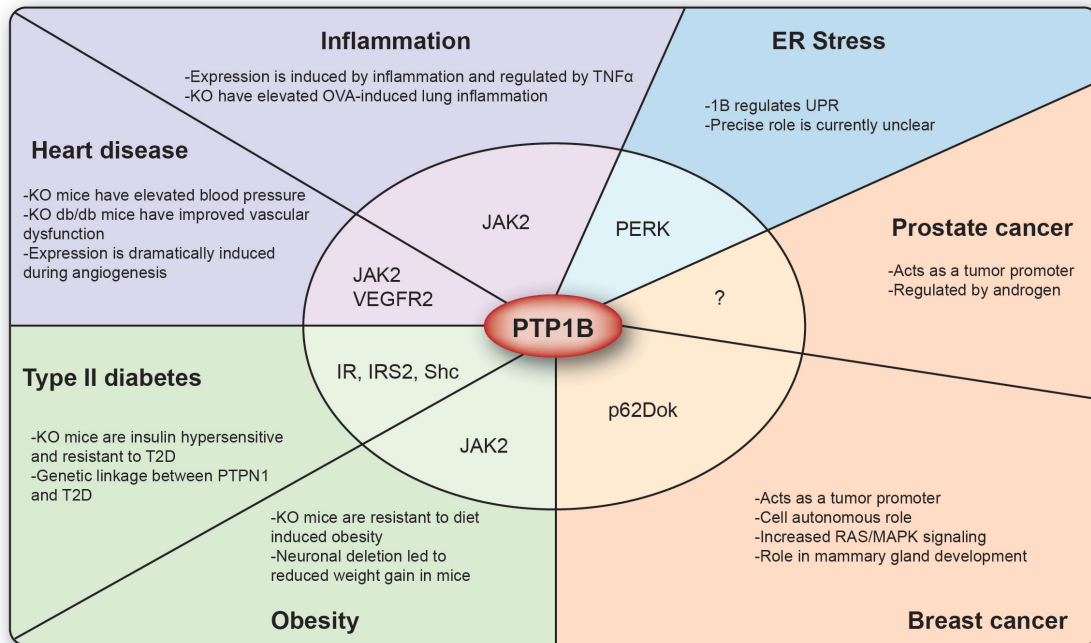 Inflammation
-Expression is induced by inflammation and regulated by TNFα
-KO have elevated OVA-induced lung inflammation
ER Stress
-1B regulates UPR
-Precise role is currently unclear
Heart disease
-KO mice have elevated blood pressure
-KO db/db mice have improved vascular
dysfunction
-Expression is dramatically induced
during angiogenesis
JAK2
PERK
JAK2
VEGFR2
?
Prostate cancer
-Acts as a tumor promoter
-Regulated by androgen
PTP1B
Type II diabetes
-KO mice are insulin hypersensitive
and resistant to T2D
-Genetic linkage between PTPN1
and T2D
IR, IRS2, Shc
JAK2
p62Dok
-KO mice are resistant to diet
induced obesity
-Neuronal deletion led to
reduced weight gain in mice
Obesity
-Acts as a tumor promoter
-Cell autonomous role
-Increased RAS/MAPK signaling
-Role in mammary gland development
Breast cancer